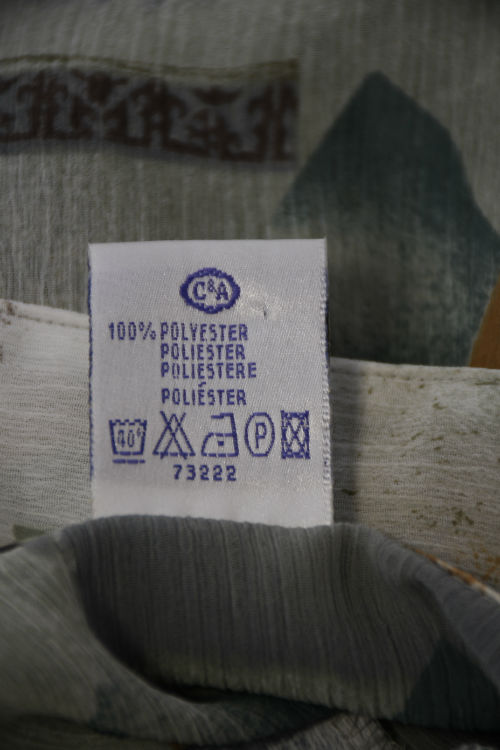 C&A
100% POLYESTER
POLIESTER
POLIESTERE
POLIÉSTER
40° P
73222